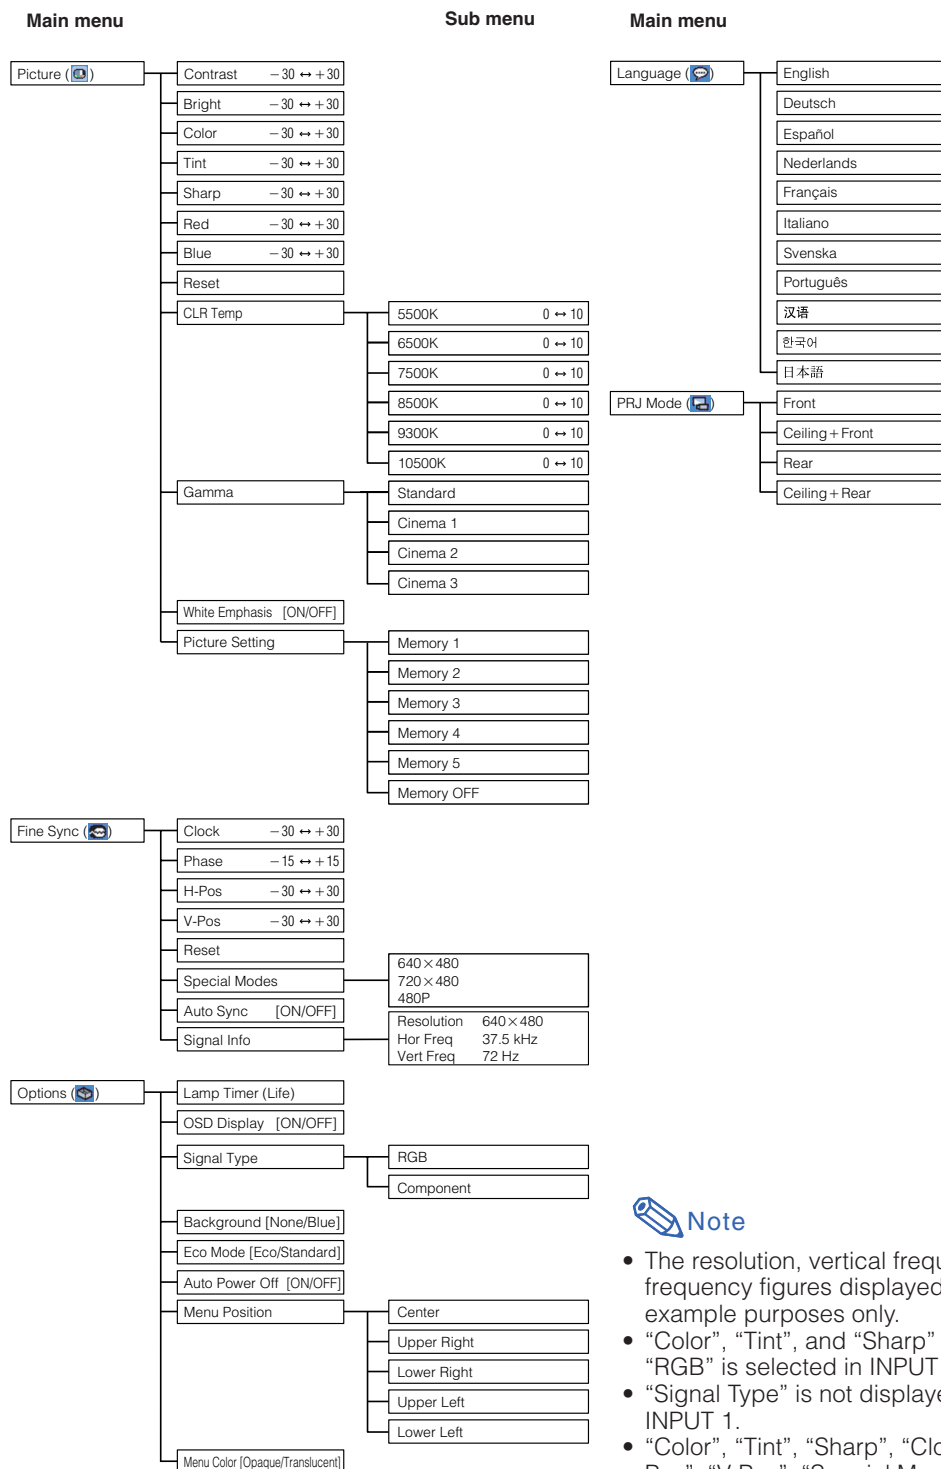 Main menu
Sub menu
Main menu
Picture ( )
Contrast −30 ↔ +30
Bright −30 ↔ +30
Color −30 ↔ +30
Tint −30 ↔ +30
Sharp −30 ↔ +30
Red −30 ↔ +30
Blue −30 ↔ +30
Reset
CLR Temp
5500K 0 ↔ 10
6500K 0 ↔ 10
7500K 0 ↔ 10
8500K 0 ↔ 10
9300K 0 ↔ 10
10500K 0 ↔ 10
Gamma
Standard
Cinema 1
Cinema 2
Cinema 3
White Emphasis [ON/OFF]
Picture Setting
Memory 1
Memory 2
Memory 3
Memory 4
Memory 5
Memory OFF
Fine Sync ( )
Clock −30 ↔ +30
Phase −15 ↔ +15
H-Pos −30 ↔ +30
V-Pos −30 ↔ +30
Reset
Special Modes
640×480
720×480
480P
Auto Sync [ON/OFF]
Signal Info
Resolution 640×480
Hor Freq 37.5 kHz
Vert Freq 72 Hz
Options ( )
Lamp Timer (Life)
OSD Display [ON/OFF]
Signal Type
RGB
Component
Background [None/Blue]
Eco Mode [Eco/Standard]
Auto Power Off [ON/OFF]
Menu Position
Center
Upper Right
Lower Right
Upper Left
Lower Left
Menu Color [Opaque/Translucent]
Language ( )
English
Deutsch
Español
Nederlands
Français
Italiano
Svenska
Português
汉语
한국어
日本語
PRJ Mode ( )
Front
Ceiling+Front
Rear
Ceiling+Rear
Note
• The resolution, vertical frequ
frequency figures displayed
example purposes only.
• “Color”, “Tint”, and “Sharp”
“RGB” is selected in INPUT
• “Signal Type” is not displaye
INPUT 1.
• “Color”, “Tint”, “Sharp”, “Clo